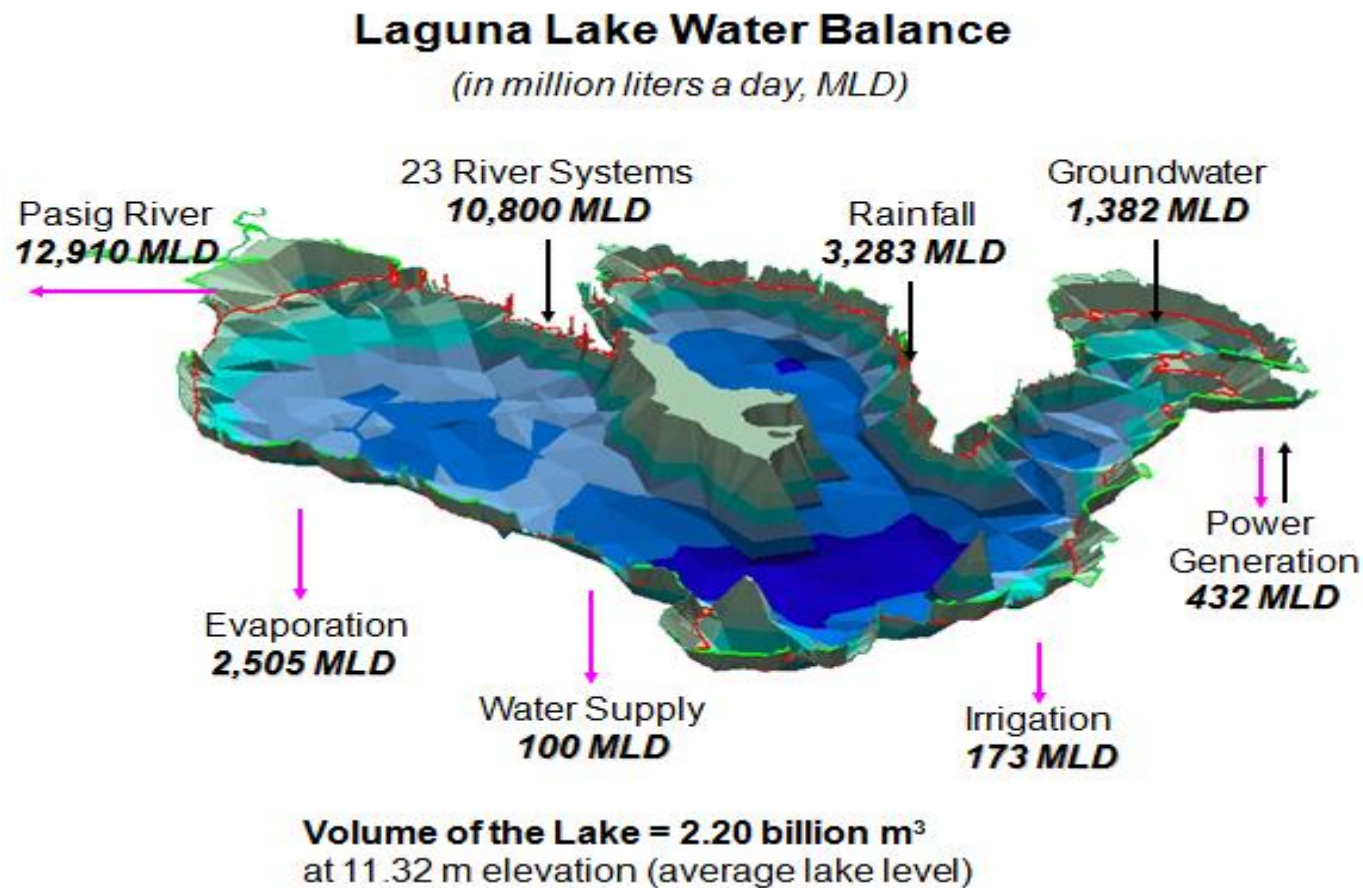 Laguna Lake Water Balance
(in million liters a day, MLD)
23 River Systems
10,800 MLD
Groundwater
1,382 MLD
Pasig River
12,910 MLD
Rainfall
3,283 MLD
Power
Generation
432 MLD
Evaporation
2,505 MLD
Water Supply
100 MLD
Irrigation
173 MLD
Volume of the Lake = 2.20 billion m³
at 11.32 m elevation (average lake level)